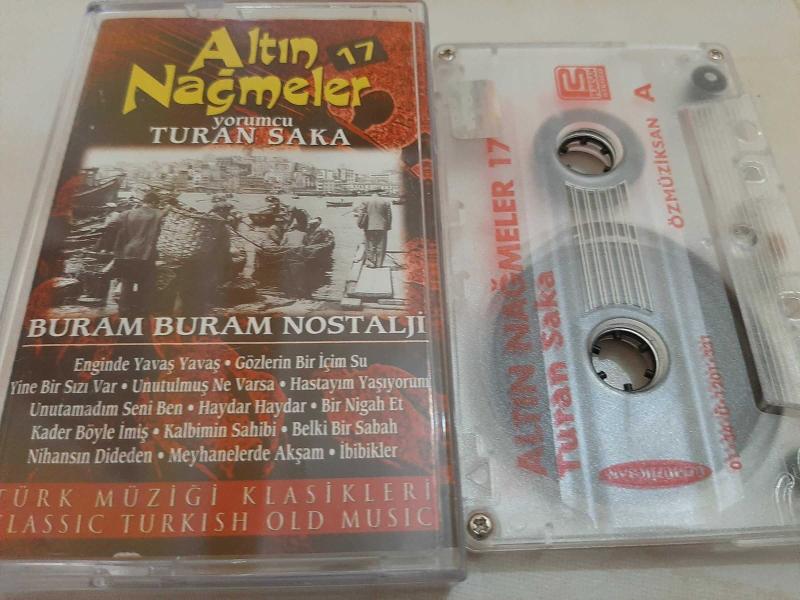 Altın
Nağmeler 17
yorumcu
TURAN SAKA
BURAM BURAM NOSTALJİ
Enginde Yavaş Yavaş • Gözlerin Bir İçim Su
Yine Bir Sızı Var • Unutulmuş Ne Varsa • Hastayım Yaşıyorum
Unutamadım Seni Ben • Haydar Haydar • Bir Nigah Et
Kader Böyle İmiş • Kalbimin Sahibi • Belki Bir Sabah
Nihansın Dideden • Meyhanelerde Akşam • İbibikler
TÜRK MÜZİĞİ KLASİKLERİ
CLASSIC TURKISH OLD MUSIC
ALTIN NAĞMELER 17
Turan Saka
ÖZMÜZİKSAN A
ÖZMÜZİKSAN